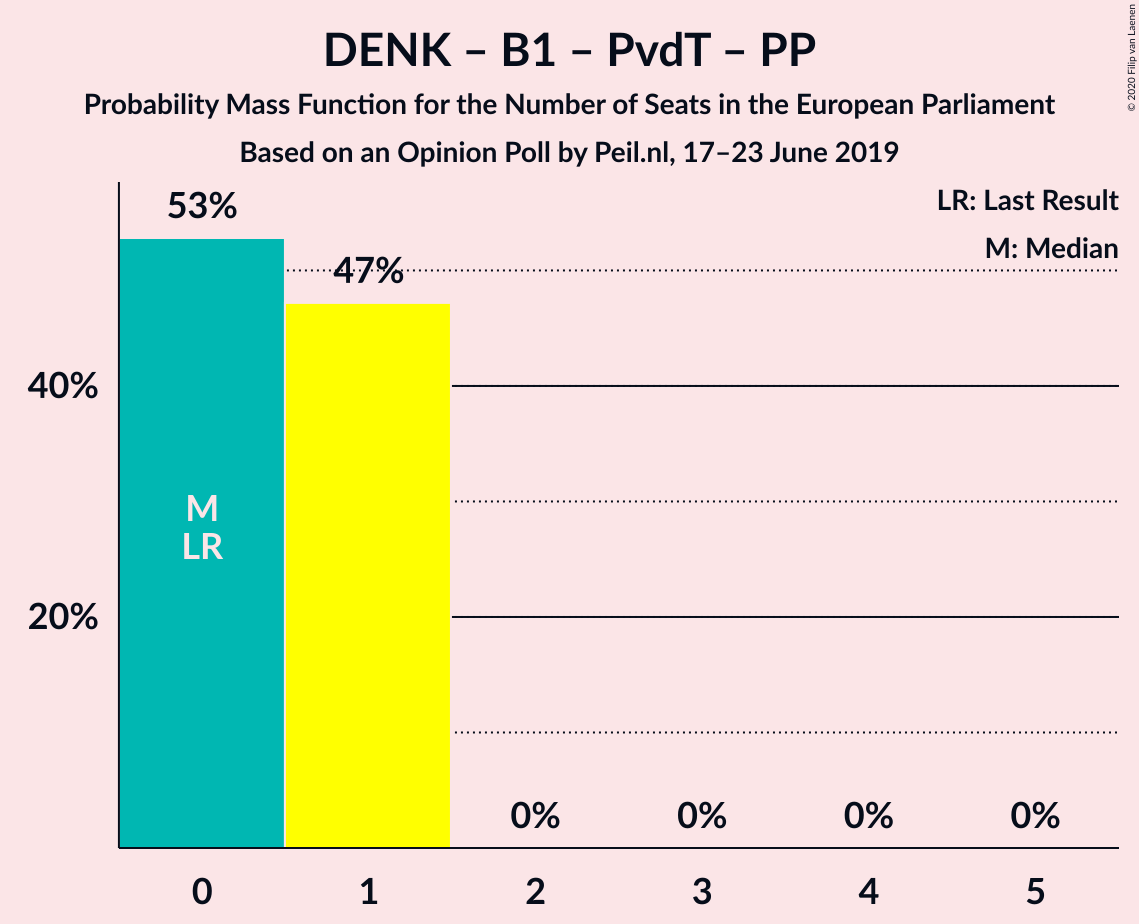 DENK – B1 – PvdT – PP
Probability Mass Function for the Number of Seats in the European Parliament
Based on an Opinion Poll by Peil.nl, 17–23 June 2019
© 2020 Filip van Laenen
LR: Last Result
M: Median
53%
47%
40%
20%
M
LR
0%
0%
0%
0%
0
1
2
3
4
5